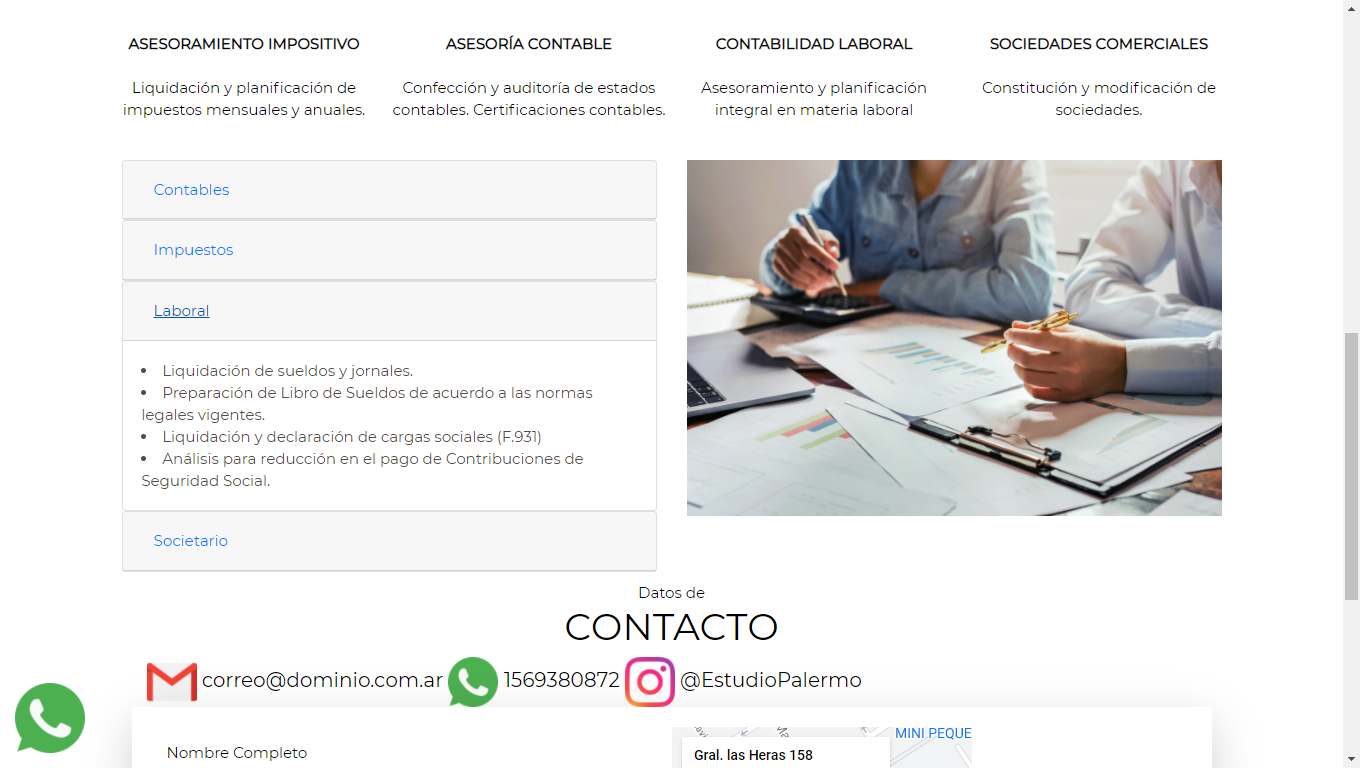 ASESORAMIENTO IMPOSITIVO
Liquidación y planificación de
impuestos mensuales y anuales.
ASESORÍA CONTABLE
Confección y auditoría de estados
contables. Certificaciones contables.
CONTABILIDAD LABORAL
Asesoramiento y planificación
integral en materia laboral
SOCIEDADES COMERCIALES
Constitución y modificación de
sociedades.
Contables
Impuestos
Laboral
• Liquidación de sueldos y jornales.
• Preparación de Libro de Sueldos de acuerdo a las normas
legales vigentes.
• Liquidación y declaración de cargas sociales (F.931)
• Análisis para reducción en el pago de Contribuciones de
Seguridad Social.
Societario
Datos de
CONTACTO
correo@dominio.com.ar 1569380872 @EstudioPalermo
Nombre Completo
MINI PEQUE
Gral. las Heras 158